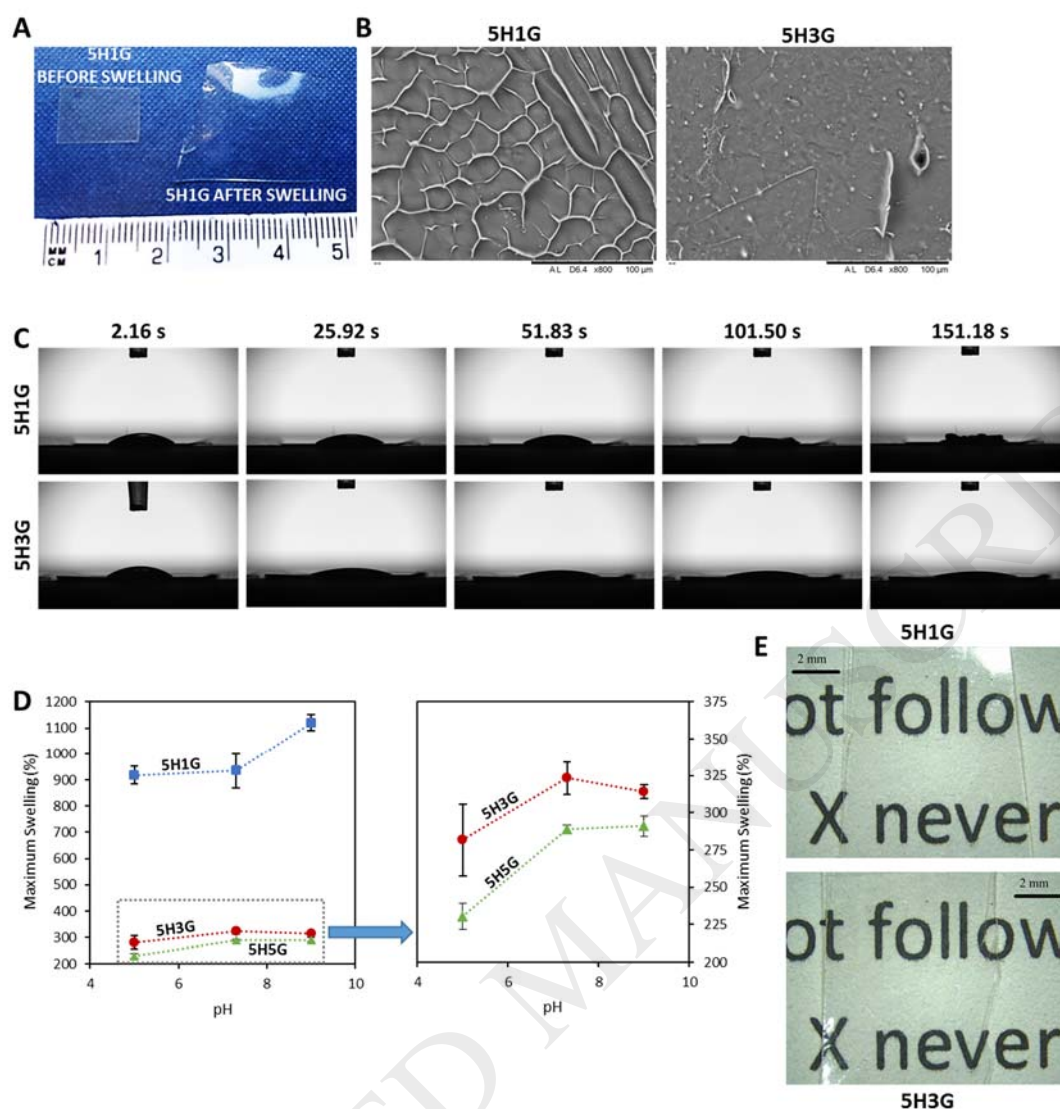 A
5H1G
BEFORE SWELLING
5H1G AFTER SWELLING
MM
CM
1
2
3
4
5
B
5H1G
5H3G
AL D6.4 x800 100 µm
AL D6.4 x800 100 µm
C
2.16 s
25.92 s
51.83 s
101.50 s
151.18 s
5H1G
5H3G
D
Maximum Swelling (%)
1200
1100
1000
900
800
700
600
500
400
300
200
5H1G
5H3G
5H5G
4
6
8
10
pH
375
350
325
300
275
250
225
200
Maximum Swelling (%)
5H3G
5H5G
4
6
8
10
pH
E
5H1G
2 mm
ot follow
X never
2 mm
ot follow
X never
5H3G
ED MANUSCRI